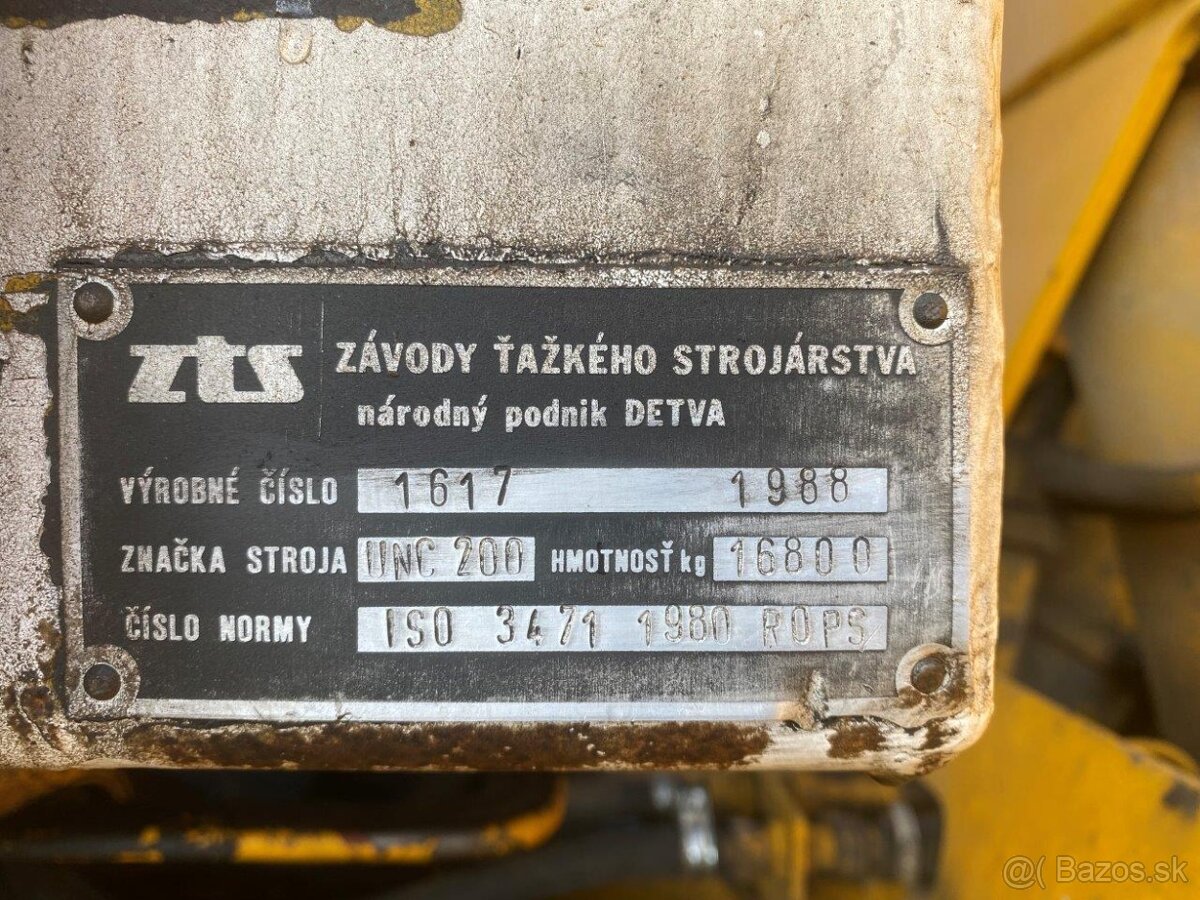 zts ZÁVODY ŤAŽKÉHO STROJÁRSTVA
národný podnik DETVA
VÝROBNÉ ČÍSLO 1617 1988
ZNAČKA STROJA UNC 200 HMOTNOSŤ kg 16800
ČÍSLO NORMY ISO 3471 1980 ROPS
@( Bazos.sk